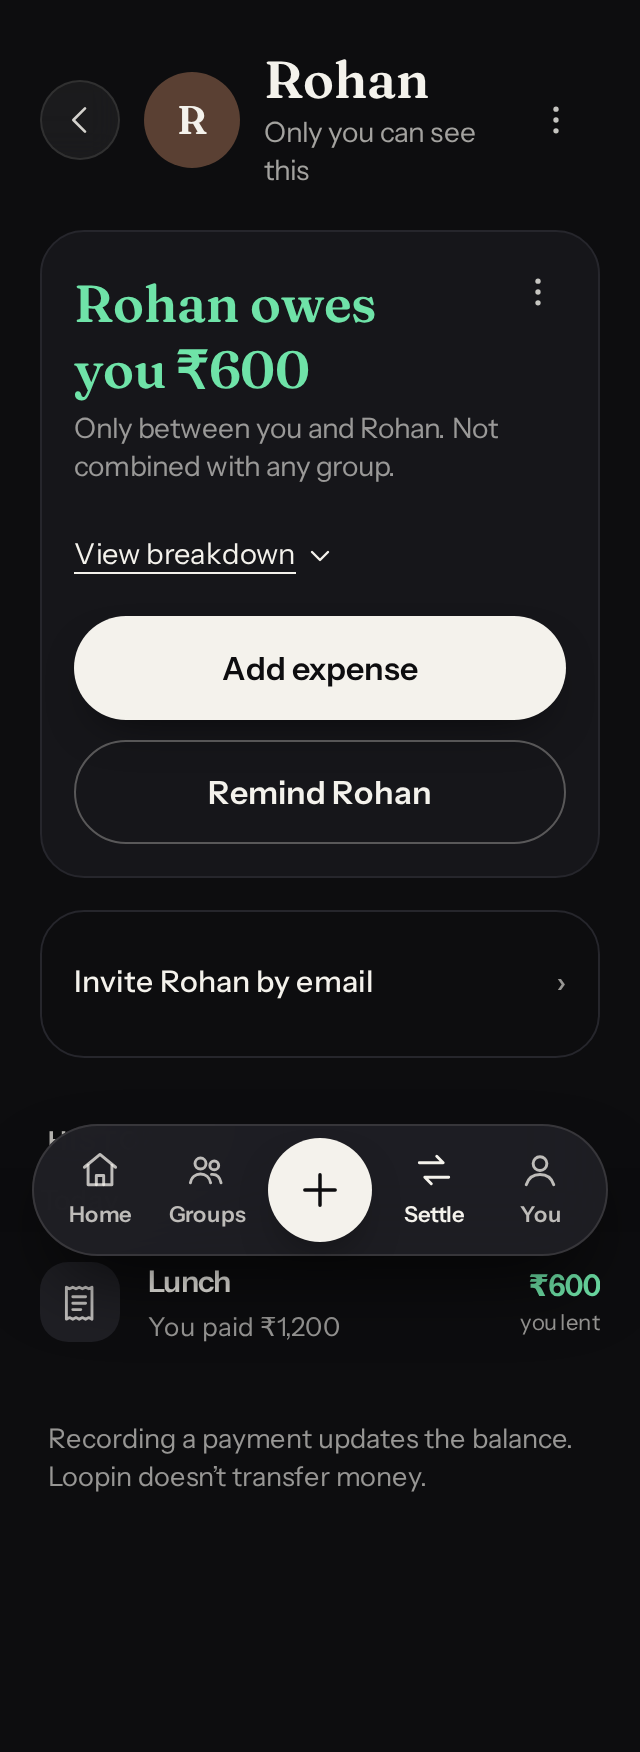 Rohan
R
Only you can see
this
Rohan owes
you ₹600
Only between you and Rohan. Not
combined with any group.
View breakdown
Add expense
Remind Rohan
Invite Rohan by email
Home
Groups
Settle
You
Lunch
₹600
You paid ₹1,200
you lent
Recording a payment updates the balance.
Loopin doesn’t transfer money.